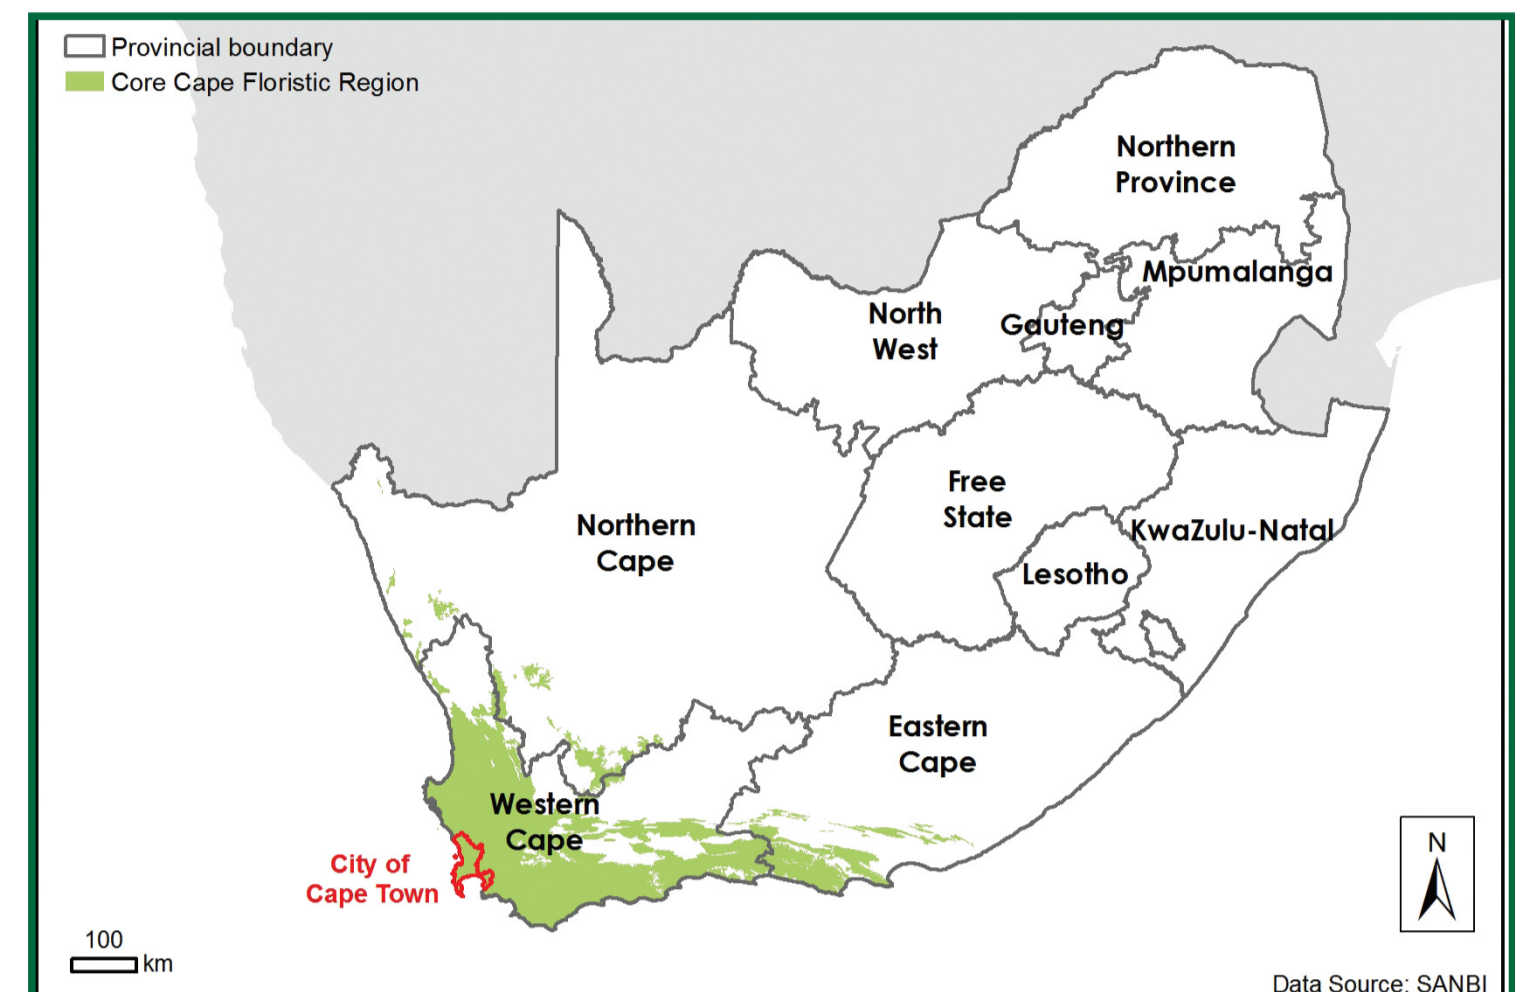 Provincial boundary
Core Cape Floristic Region
Northern
Province
Mpumalanga
North
West
Gauteng
Free
State
KwaZulu-Natal
Northern
Cape
Lesotho
Eastern
Cape
Western
Cape
City of
Cape Town
N
100
km
Data Source: SANBI